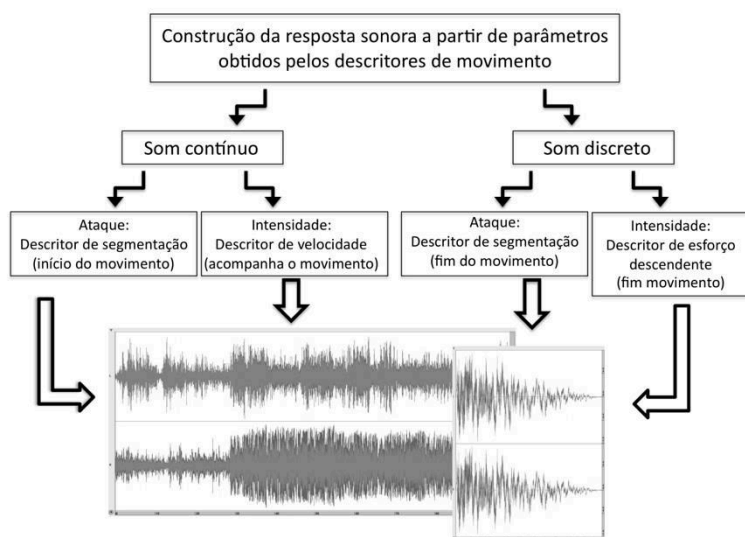 Construção da resposta sonora a partir de parâmetros
obtidos pelos descritores de movimento
Som contínuo
Som discreto
Ataque:
Descritor de segmentação
(início do movimento)
Intensidade:
Descritor de velocidade
(acompanha o movimento)
Ataque:
Descritor de segmentação
(fim do movimento)
Intensidade:
Descritor de esforço
descendente
(fim movimento)